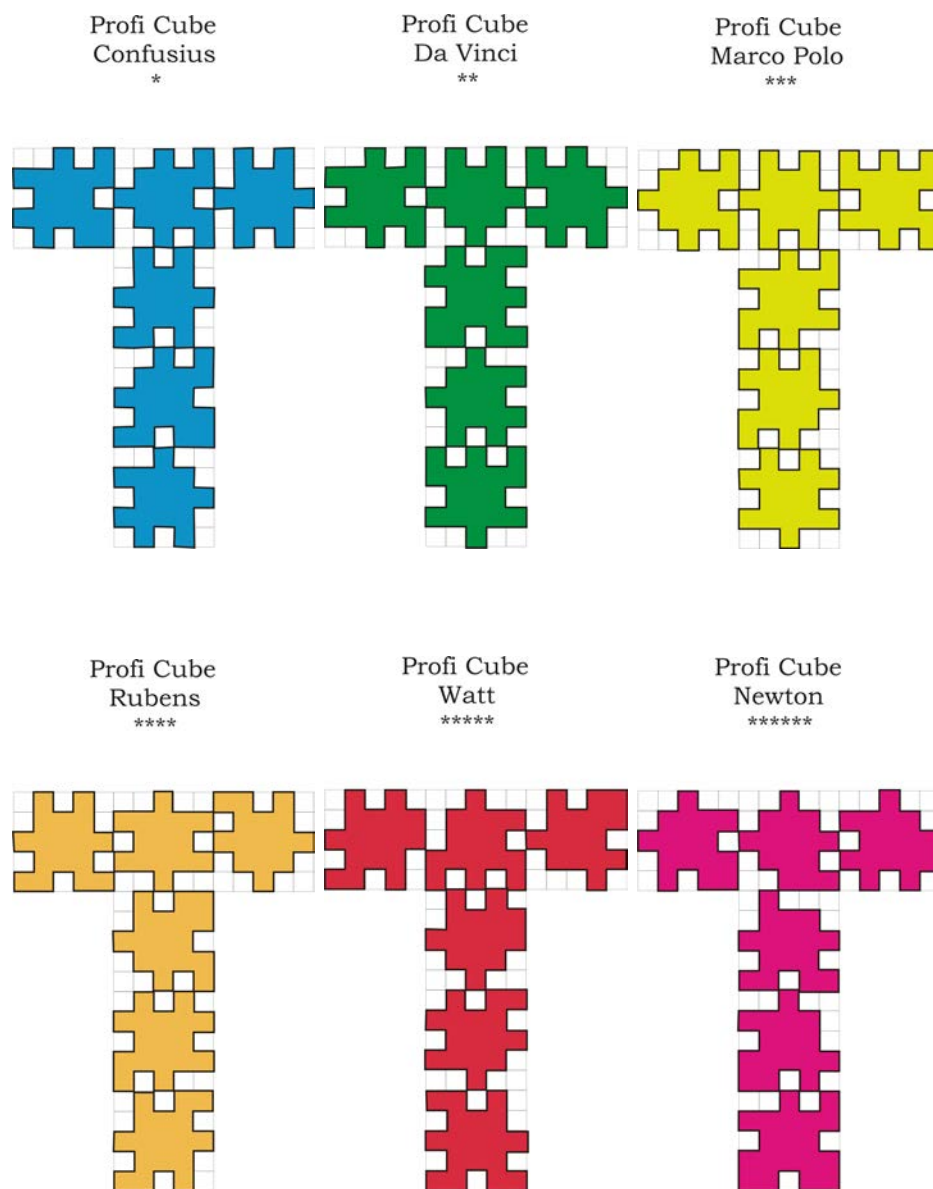 Profi Cube
Confusius
*
Profi Cube
Da Vinci
**
Profi Cube
Marco Polo
***
Profi Cube
Rubens
****
Profi Cube
Watt
*****
Profi Cube
Newton
******